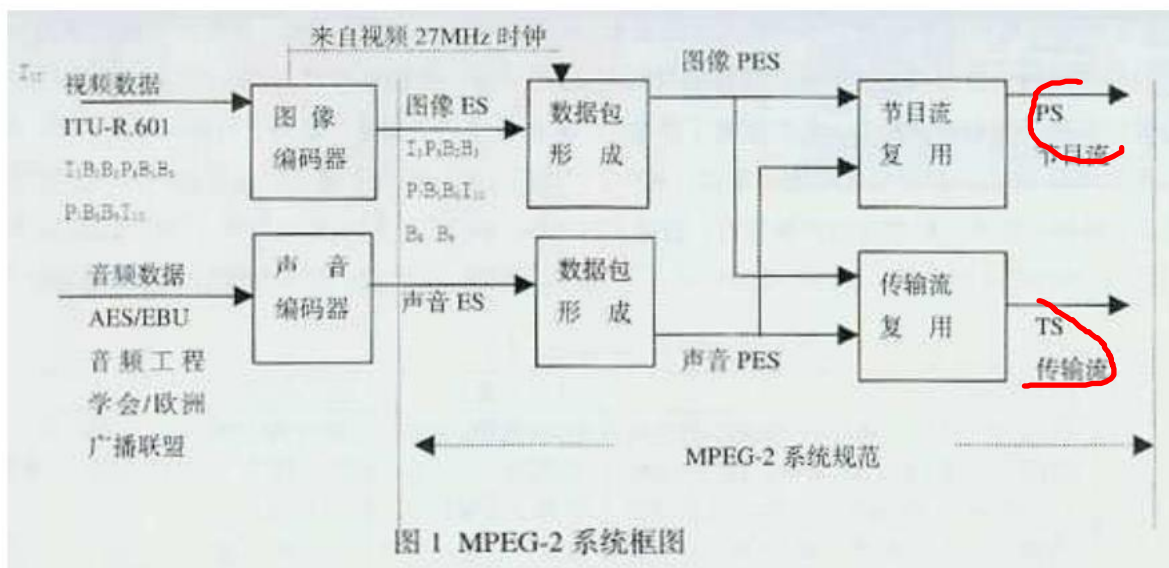 来自视频 27MHz 时钟
视频数据
ITU-R.601
图 像
编码器
图像 ES
数据包
形 成
图像 PES
节目流
复 用
PS
节目流
音频数据
AES/EBU
音 频 工 程
学会/欧洲
广播联盟
声 音
编码器
声音 ES
数据包
形 成
声音 PES
传输流
复 用
TS
传输流
MPEG-2 系统规范
图 1 MPEG-2 系统框图